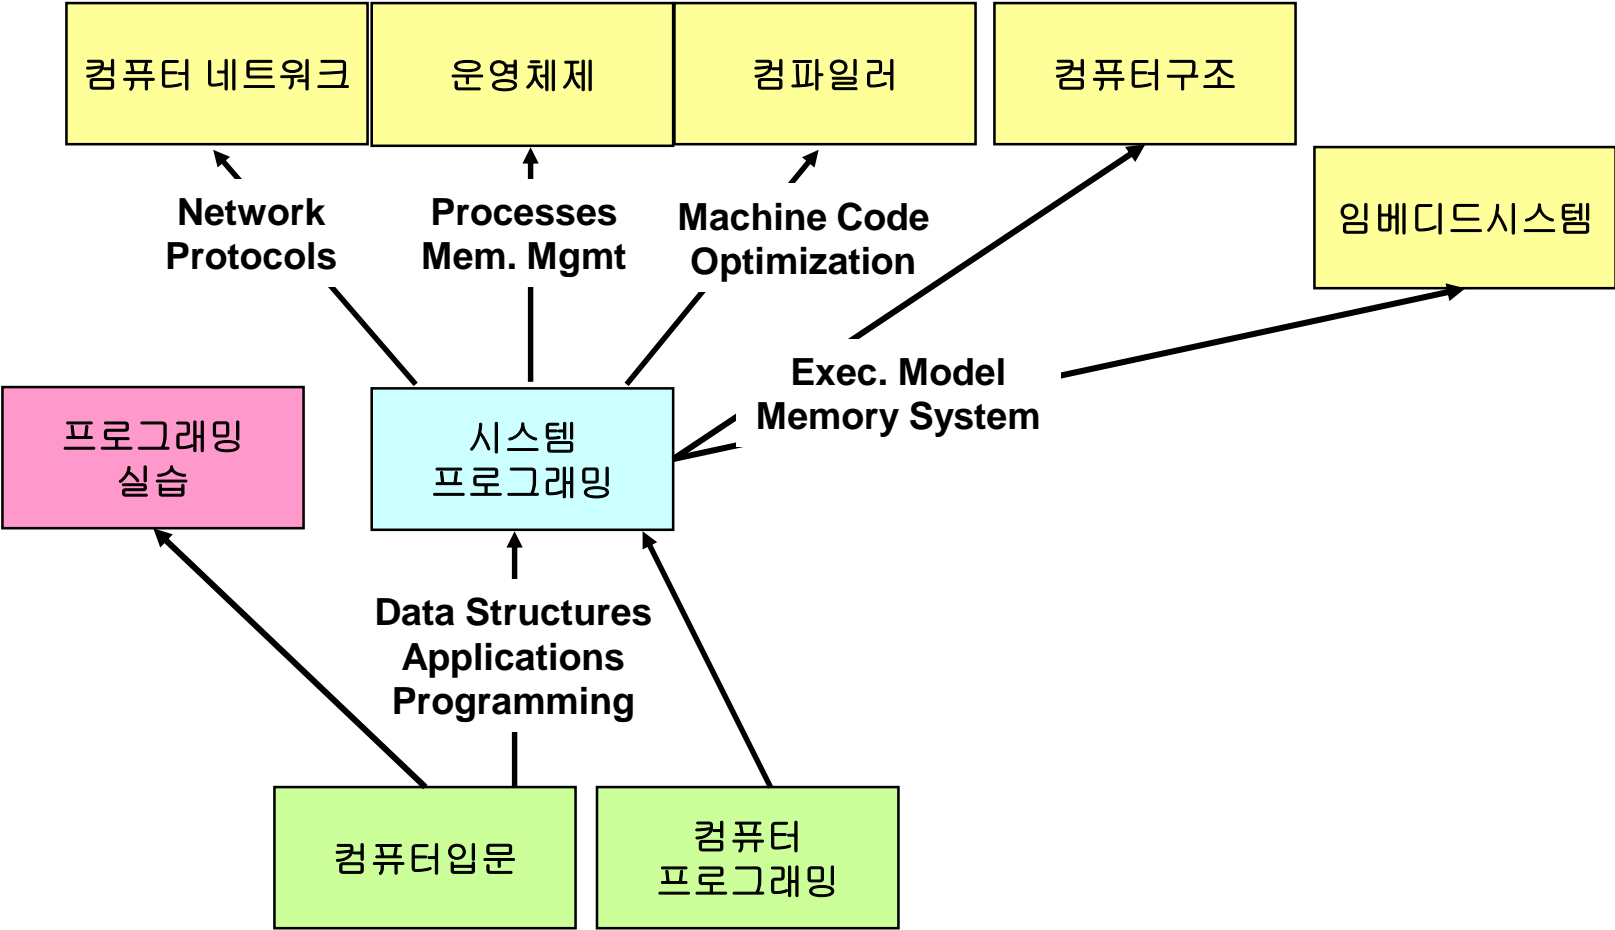 컴퓨터 네트워크
운영체제
컴파일러
컴퓨터구조
임베디드시스템
Network
Protocols
Processes
Mem. Mgmt
Machine Code
Optimization
Exec. Model
Memory System
프로그래밍
실습
시스템
프로그래밍
Data Structures
Applications
Programming
컴퓨터입문
컴퓨터
프로그래밍